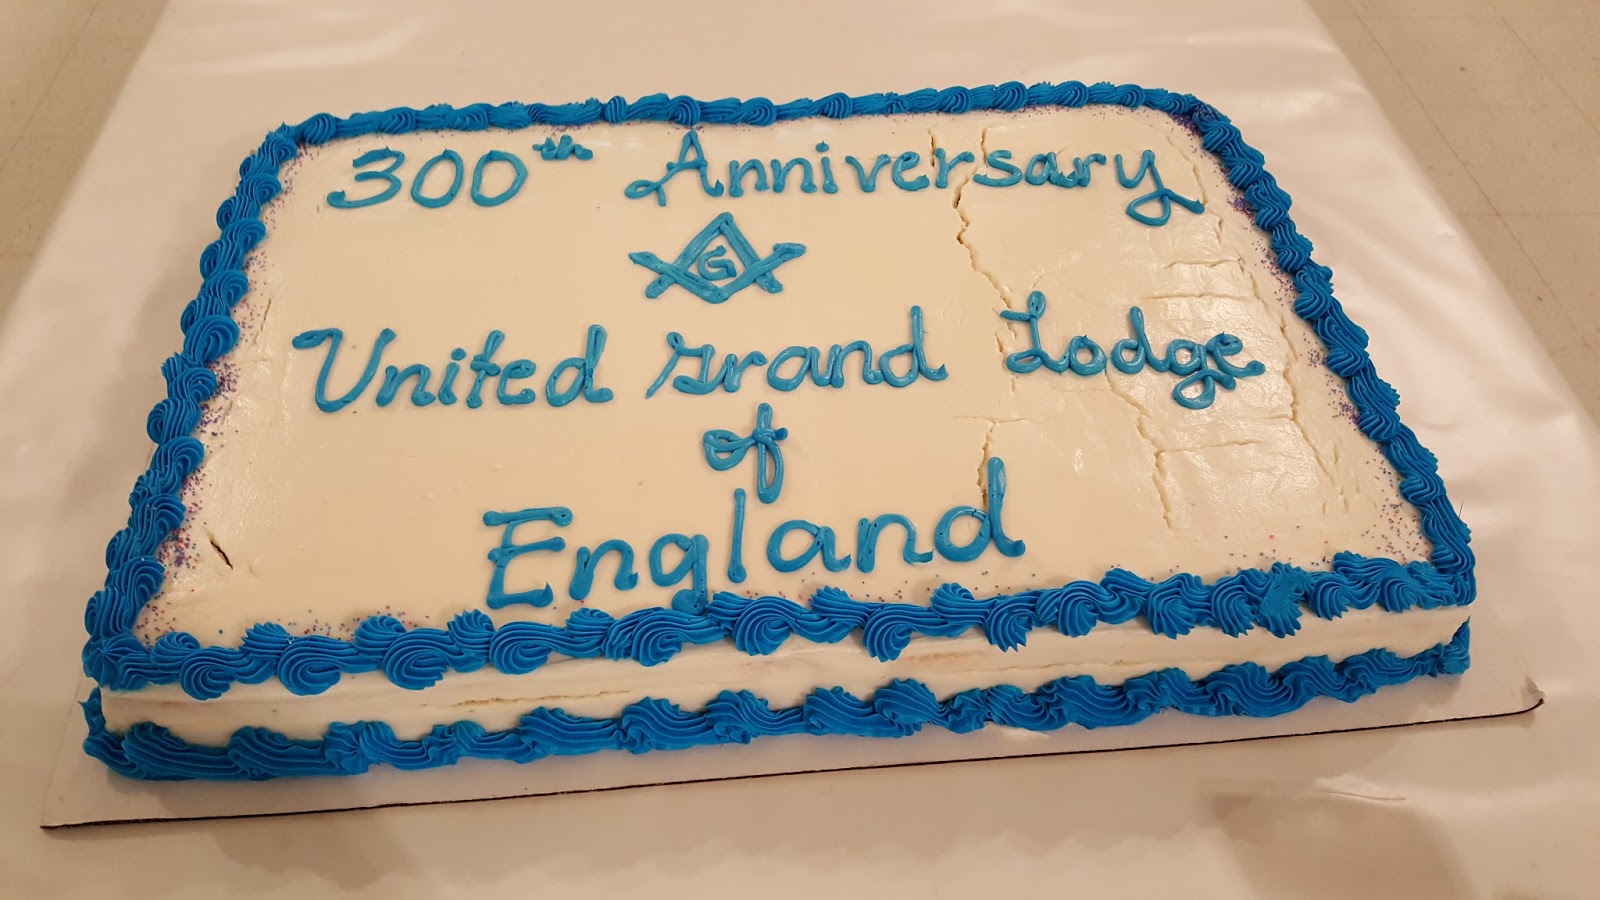 300th Anniversary
G
United Grand Lodge
of
England